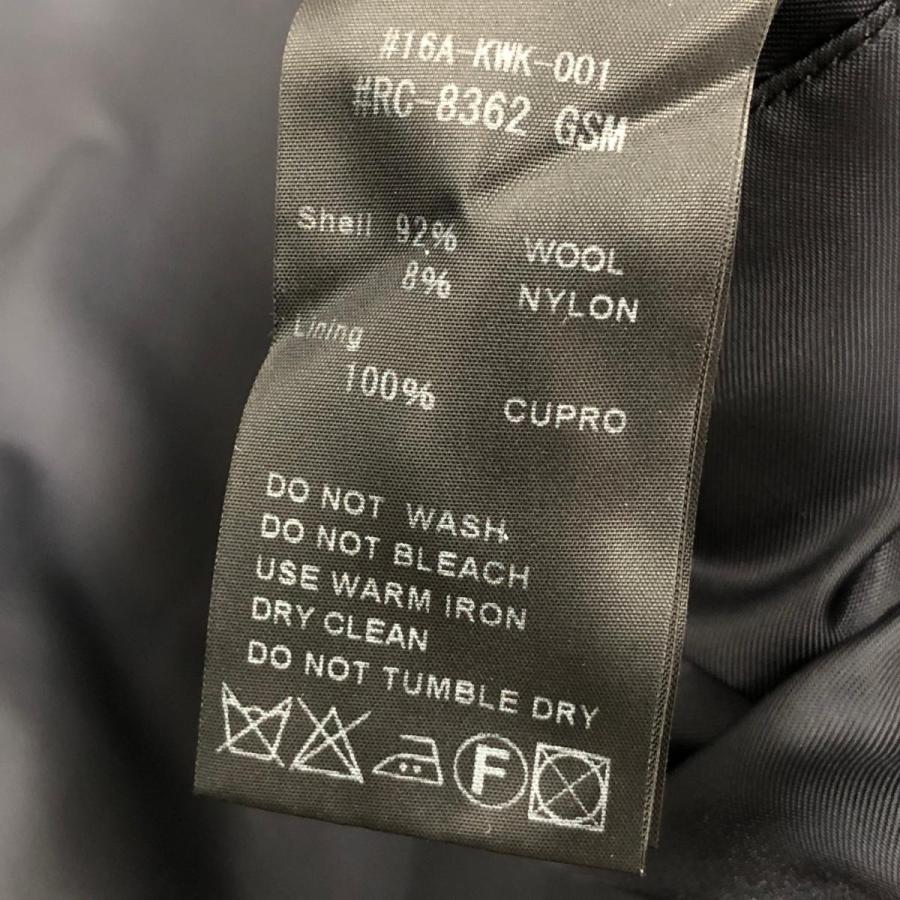 #16A-KWK-001
#RC-8362 GSM
Shell 92% WOOL
8% NYLON
Lining
100% CUPRO
DO NOT WASH
DO NOT BLEACH
USE WARM IRON
DRY CLEAN
DO NOT TUMBLE DRY
F